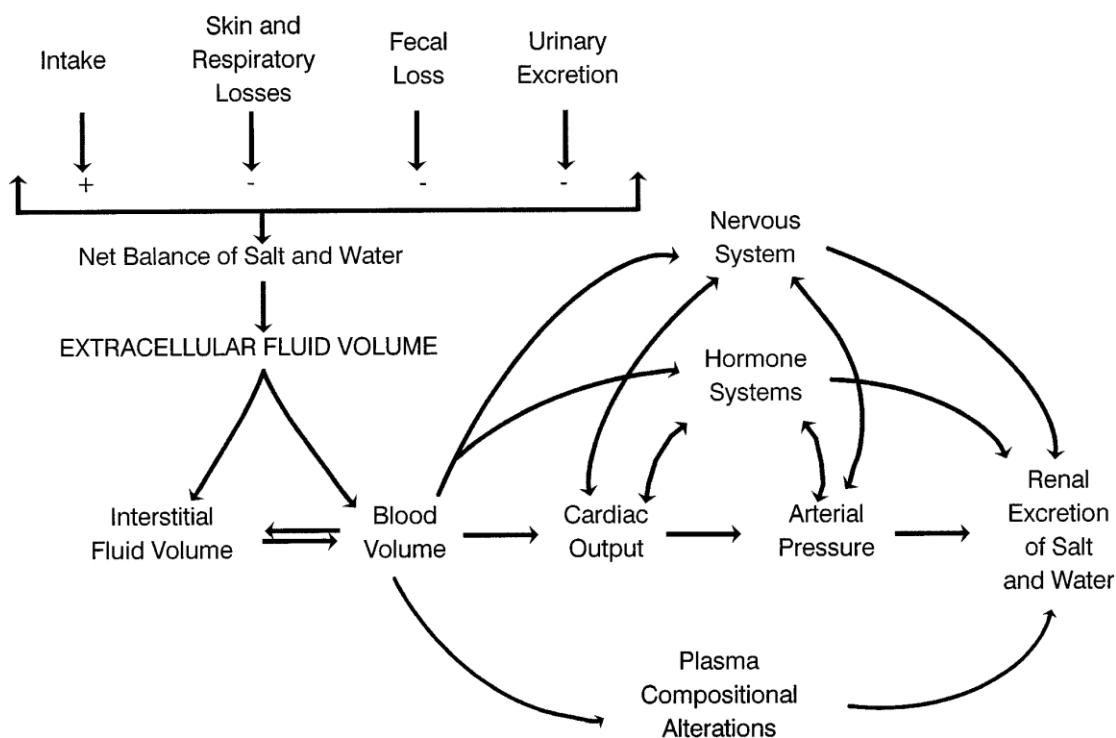 Intake
Skin and
Respiratory
Losses
Fecal
Loss
Urinary
Excretion
+
-
-
-
Net Balance of Salt and Water
EXTRACELLULAR FLUID VOLUME
Nervous
System
Hormone
Systems
Interstitial
Fluid Volume
Blood
Volume
Cardiac
Output
Arterial
Pressure
Renal
Excretion
of Salt
and Water
Plasma
Compositional
Alterations